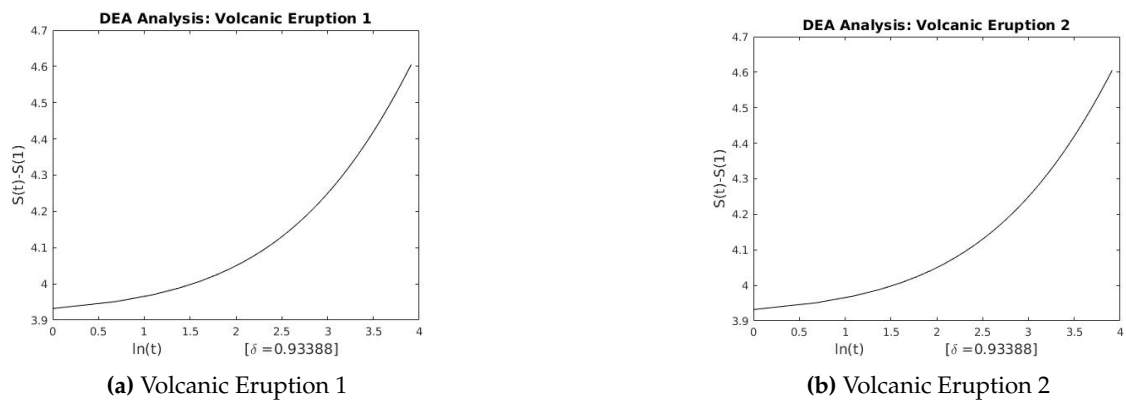 DEA Analysis: Volcanic Eruption 1
4.7
4.6
4.5
4.4
4.3
4.2
4.1
4
3.9
S(t)-S(1)
0 0.5 1 1.5 2 2.5 3 3.5 4
ln(t) [δ=0.93388]
(a) Volcanic Eruption 1
DEA Analysis: Volcanic Eruption 2
4.7
4.6
4.5
4.4
4.3
4.2
4.1
4
3.9
S(t)-S(1)
0 0.5 1 1.5 2 2.5 3 3.5 4
ln(t) [δ=0.93388]
(b) Volcanic Eruption 2